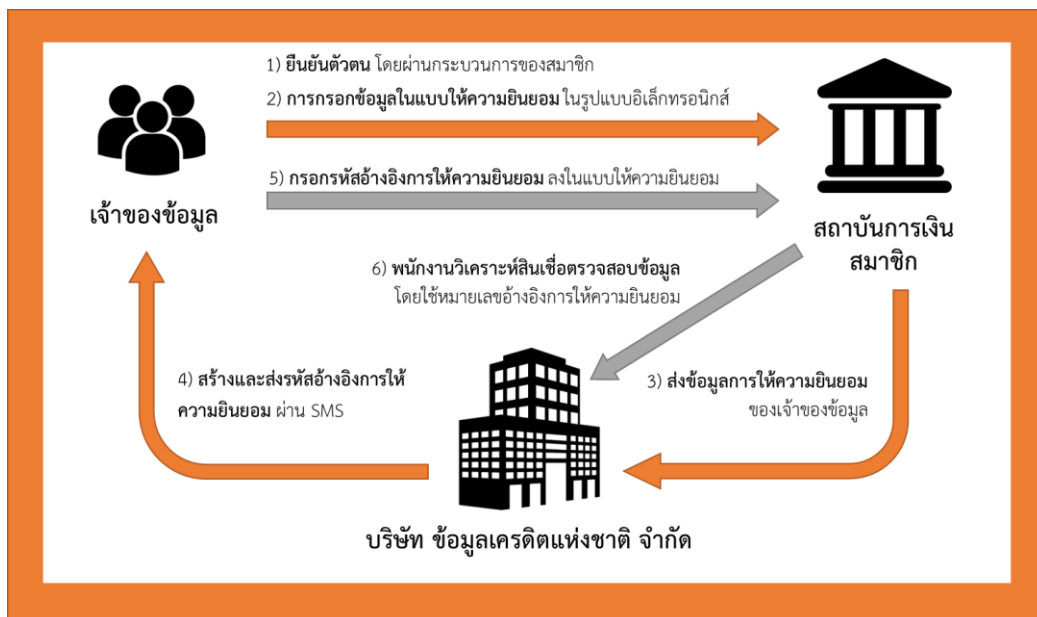 1) ยืนยันตัวตน โดยผ่านกระบวนการของสมาชิก
2) การกรอกข้อมูลในแบบให้ความยินยอม ในรูปแบบอิเล็กทรอนิกส์
5) กรอกรหัสอ้างอิงการให้ความยินยอม ลงในแบบให้ความยินยอม
เจ้าของข้อมูล
สถาบันการเงิน
สมาชิก
6) พนักงานวิเคราะห์สินเชื่อตรวจสอบข้อมูล
โดยใช้หมายเลขอ้างอิงการให้ความยินยอม
4) สร้างและส่งรหัสอ้างอิงการให้
ความยินยอม ผ่าน SMS
3) ส่งข้อมูลการให้ความยินยอม
ของเจ้าของข้อมูล
บริษัท ข้อมูลเครดิตแห่งชาติ จำกัด